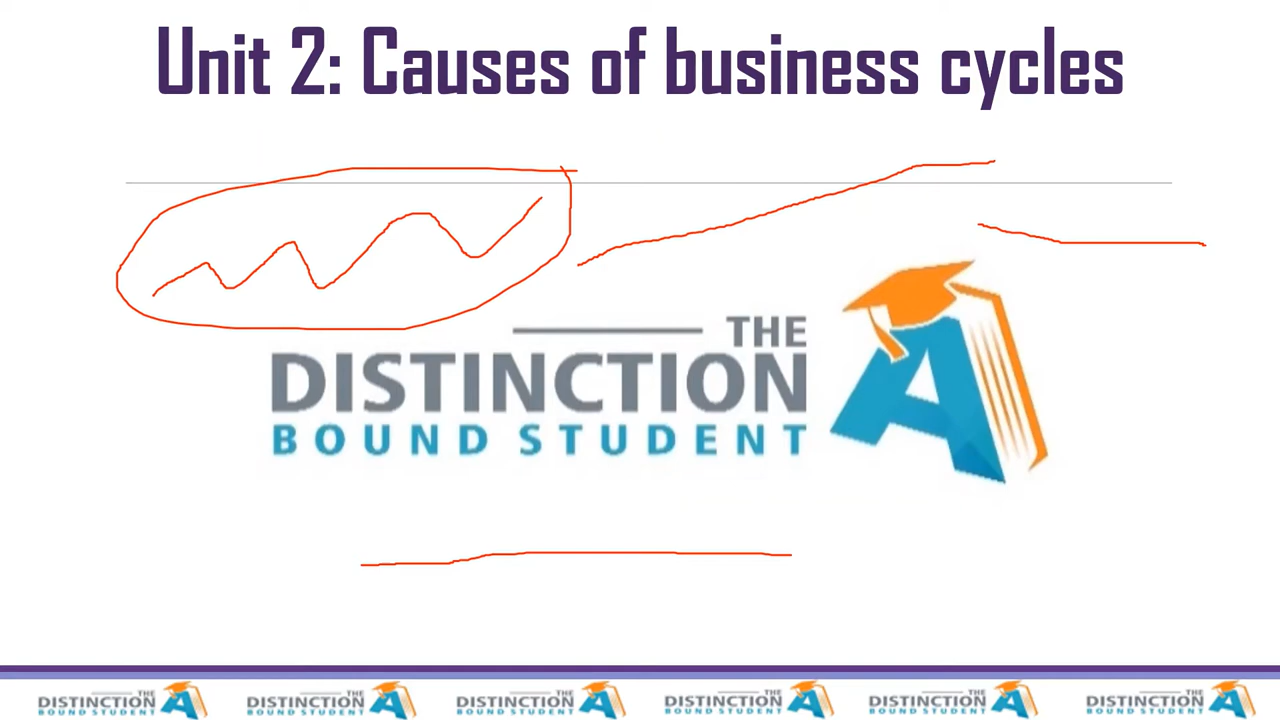 Unit 2: Causes of business cycles
THE
DISTINCTION
BOUND STUDENT
THE
DISTINCTION
BOUND STUDENT
THE
DISTINCTION
BOUND STUDENT
THE
DISTINCTION
BOUND STUDENT
THE
DISTINCTION
BOUND STUDENT
THE
DISTINCTION
BOUND STUDENT
THE
DISTINCTION
BOUND STUDENT